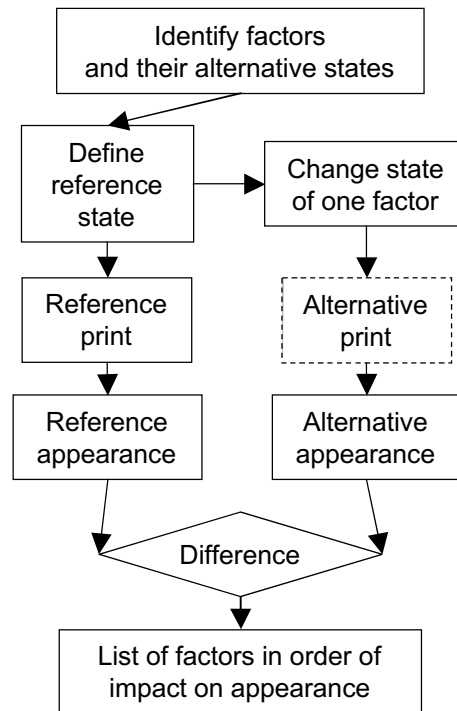 Identify factors
and their alternative states
Define
reference
state
Change state
of one factor
Reference
print
Alternative
print
Reference
appearance
Alternative
appearance
Difference
List of factors in order of
impact on appearance